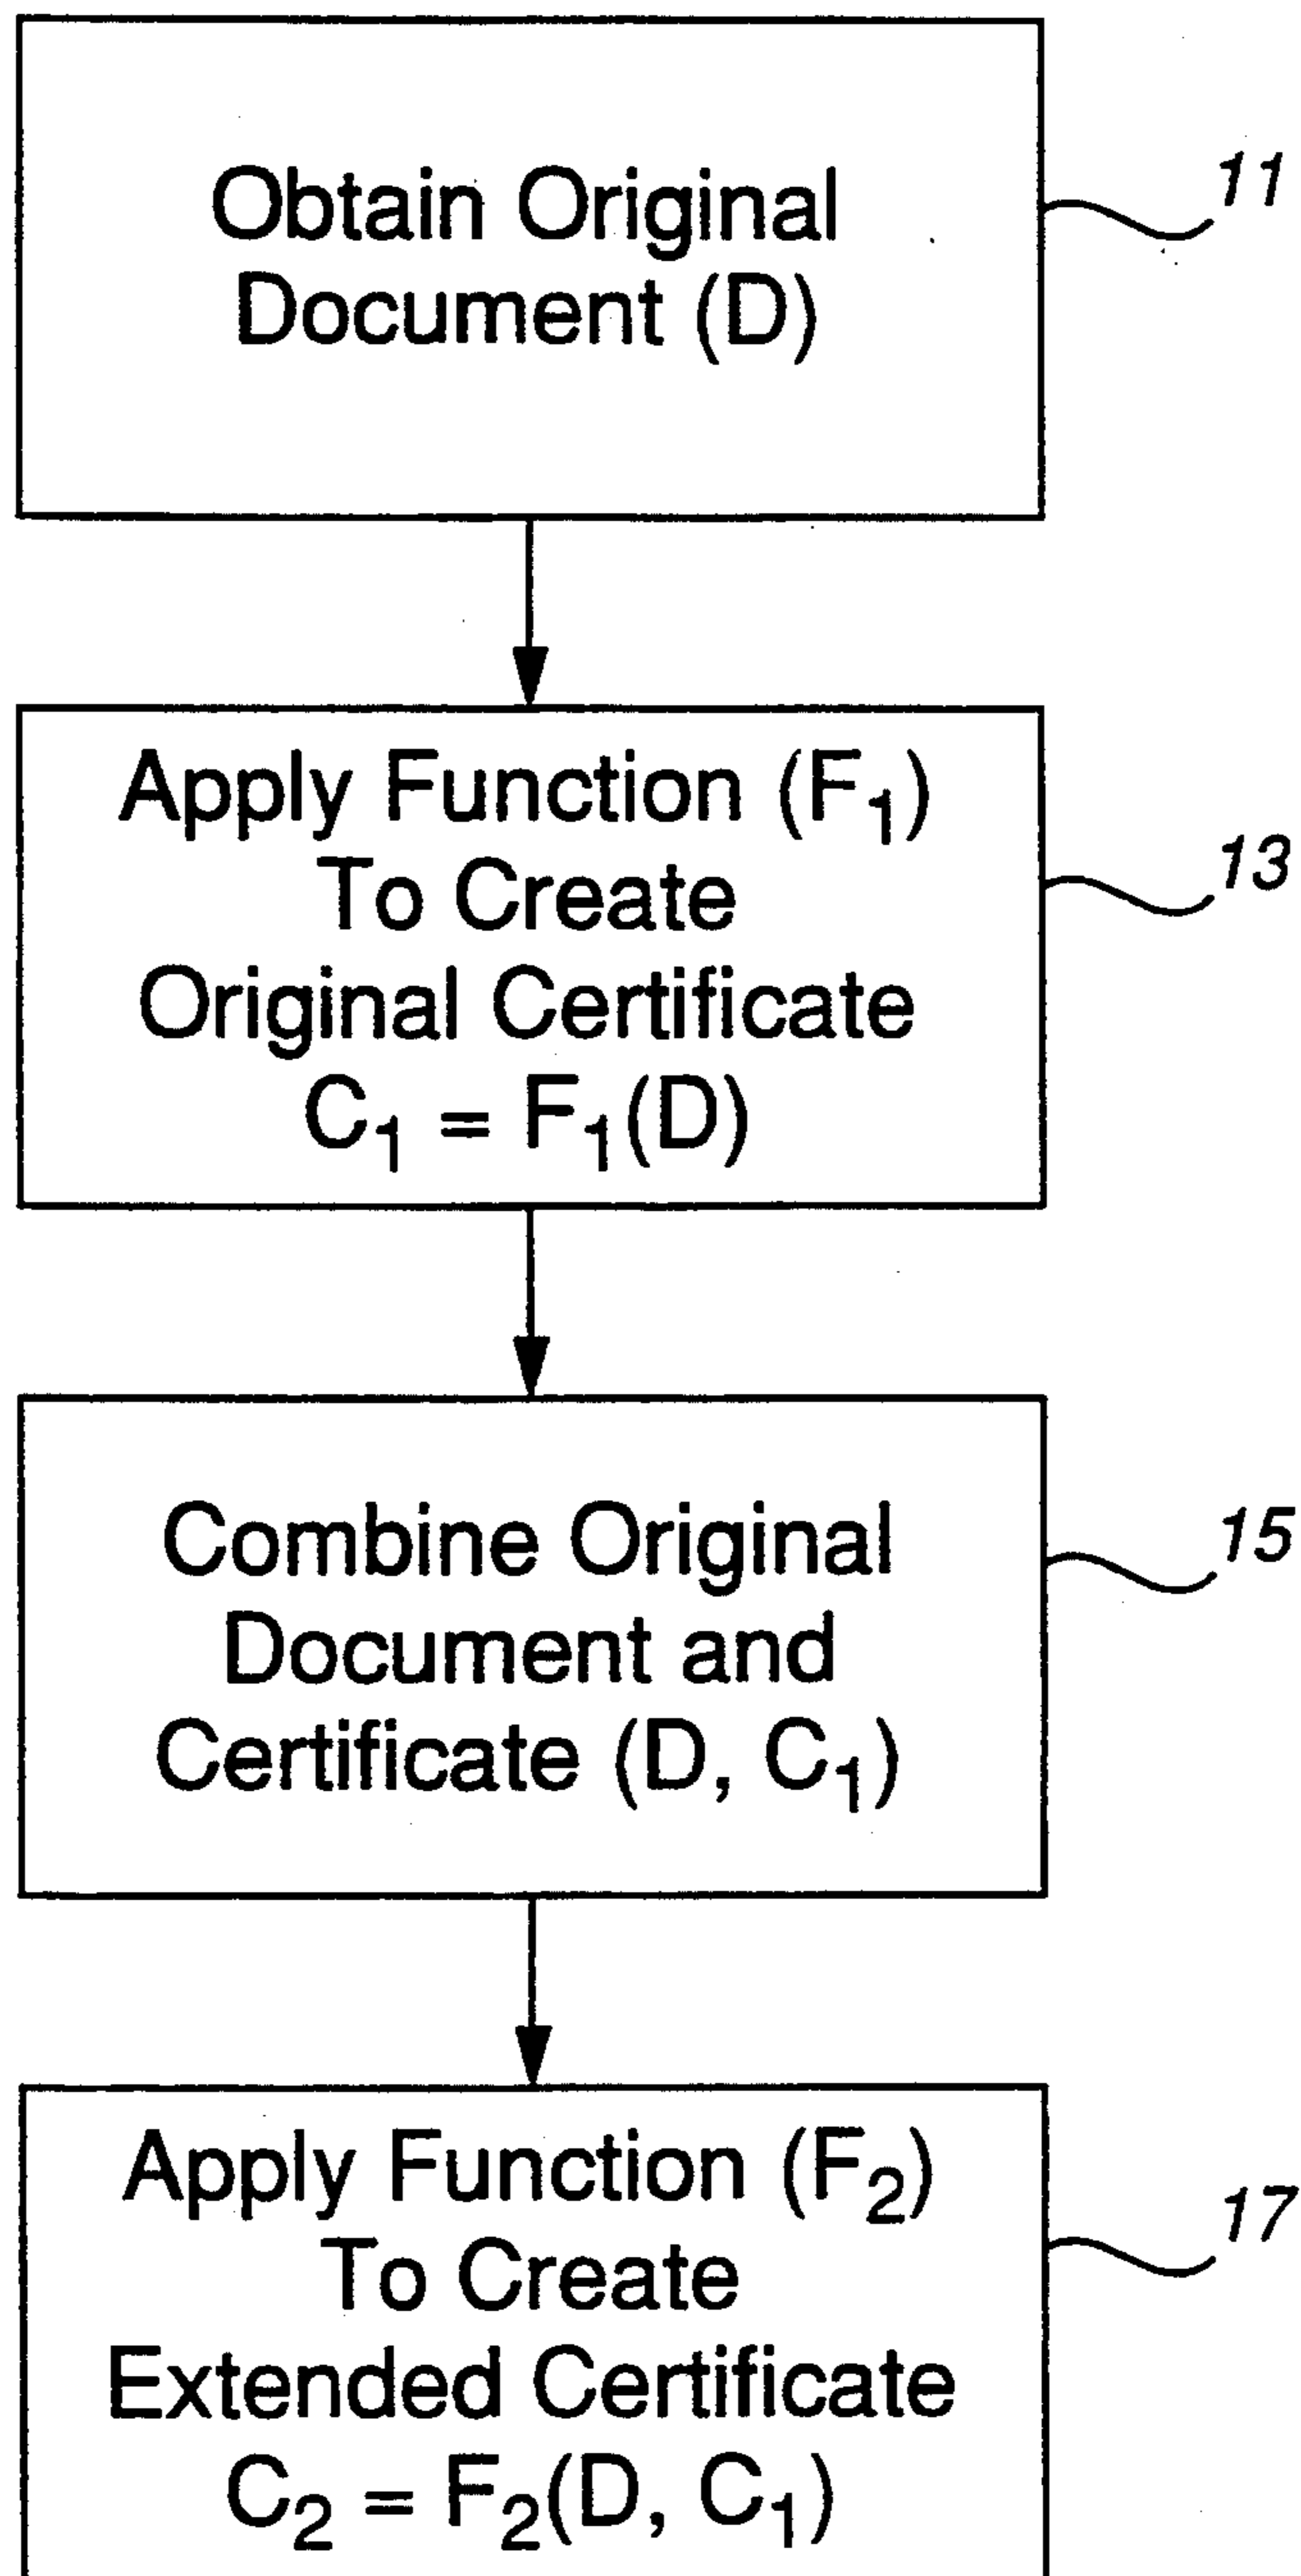 Obtain Original
Document (D)
11
Apply Function (F₁)
To Create
Original Certificate
C₁ = F₁(D)
13
Combine Original
Document and
Certificate (D, C₁)
15
Apply Function (F₂)
To Create
Extended Certificate
C₂ = F₂(D, C₁)
17